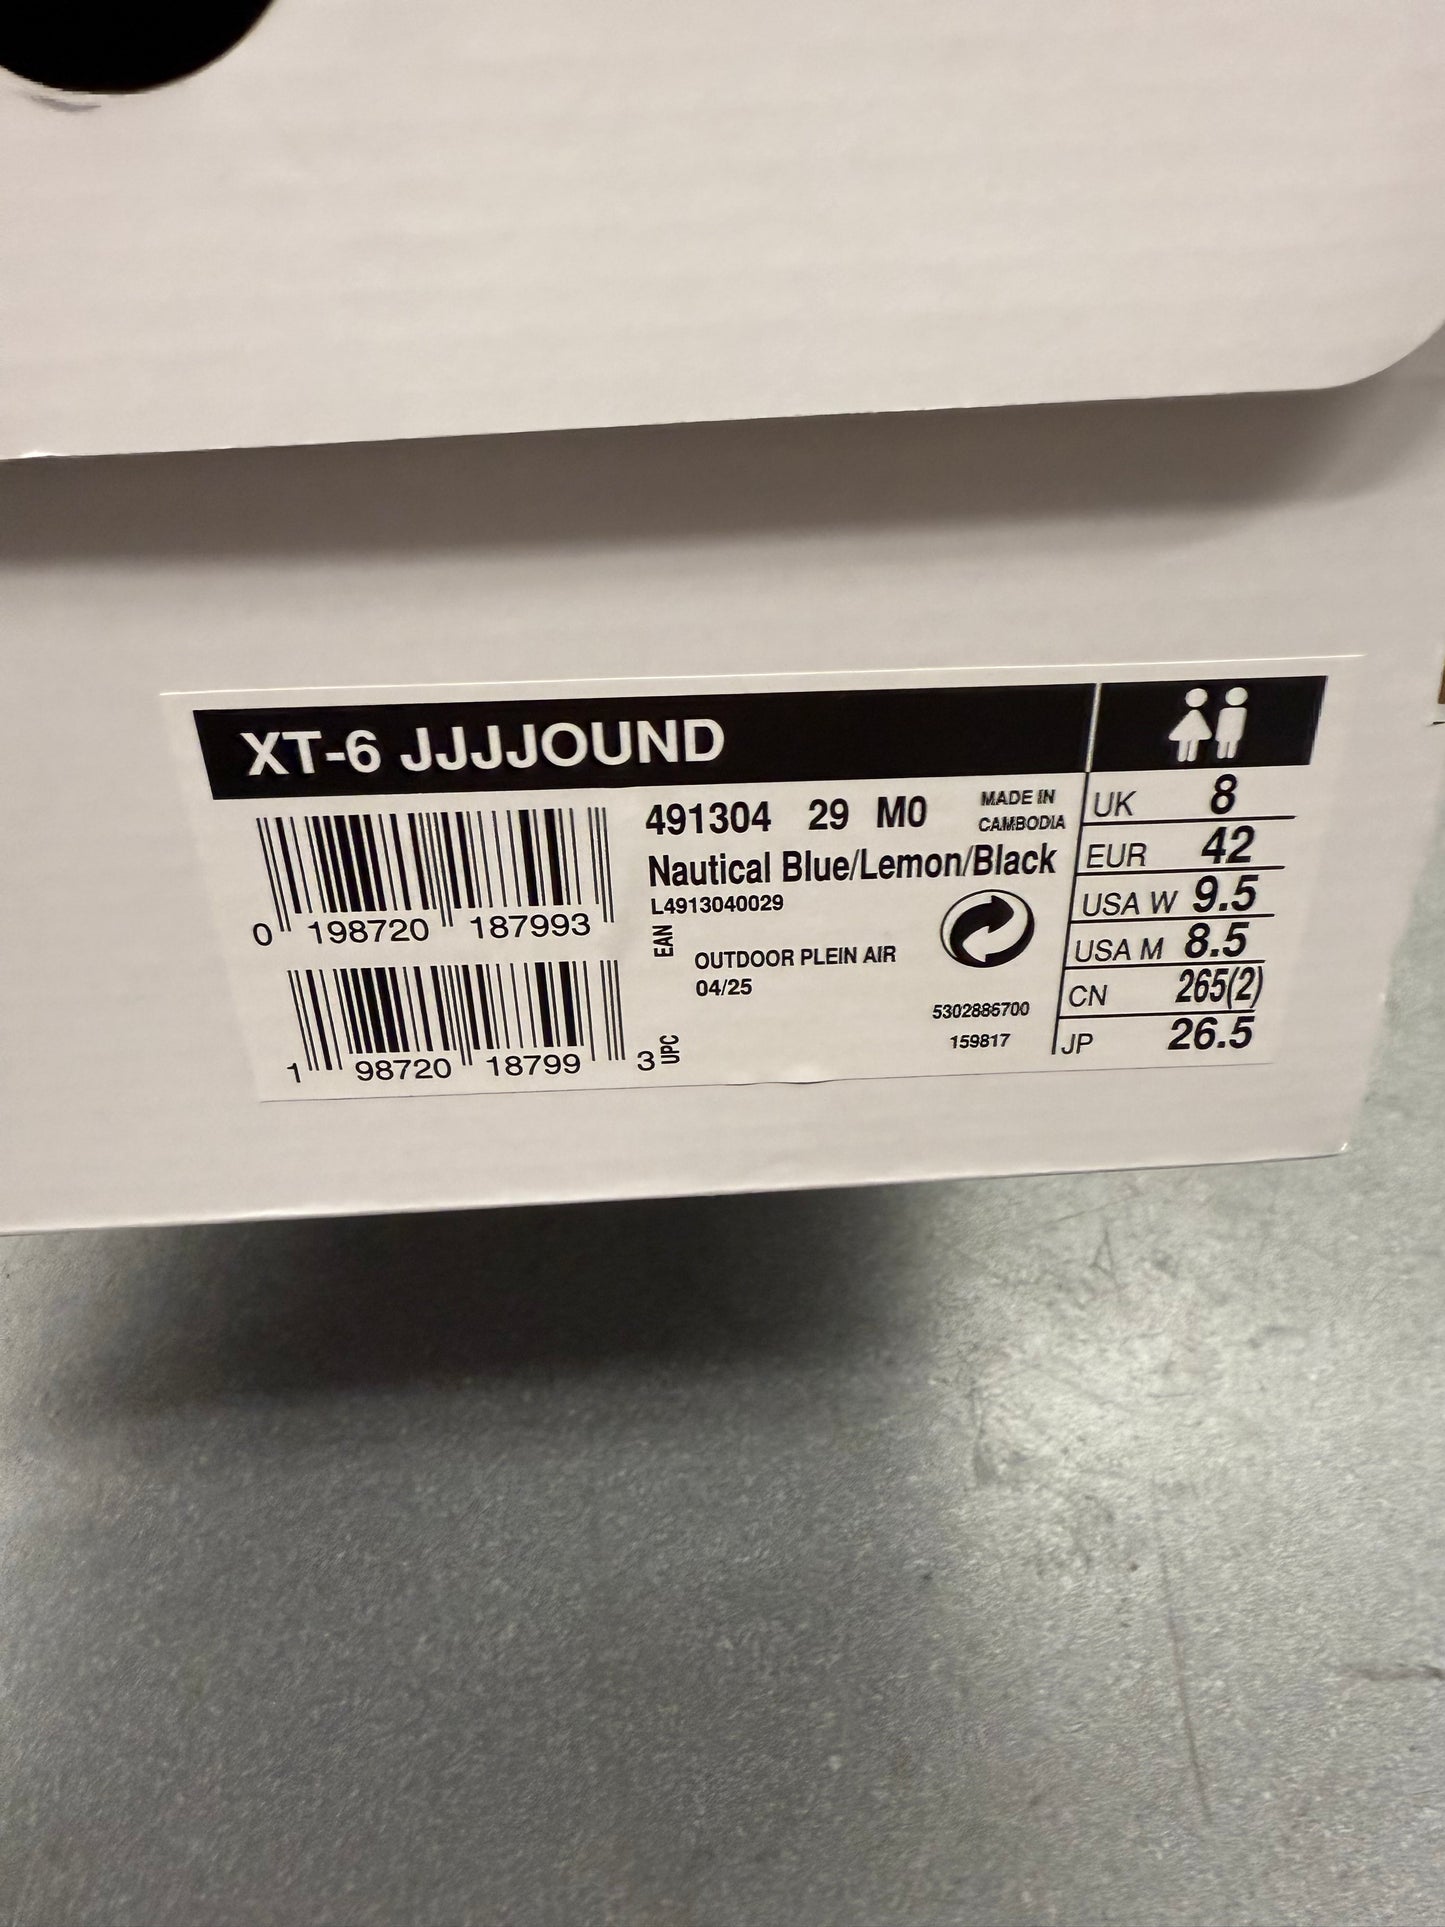 XT-6 JJJJOUND
491304 29 M0
MADE IN
CAMBODIA
Nautical Blue/Lemon/Black
L4913040029
0 198720 187993
EAN
OUTDOOR PLEIN AIR
04/25
5302886700
159817
1 98720 18799 3
UPC
UK 8
EUR 42
USA W 9.5
USA M 8.5
CN 265(2)
JP 26.5